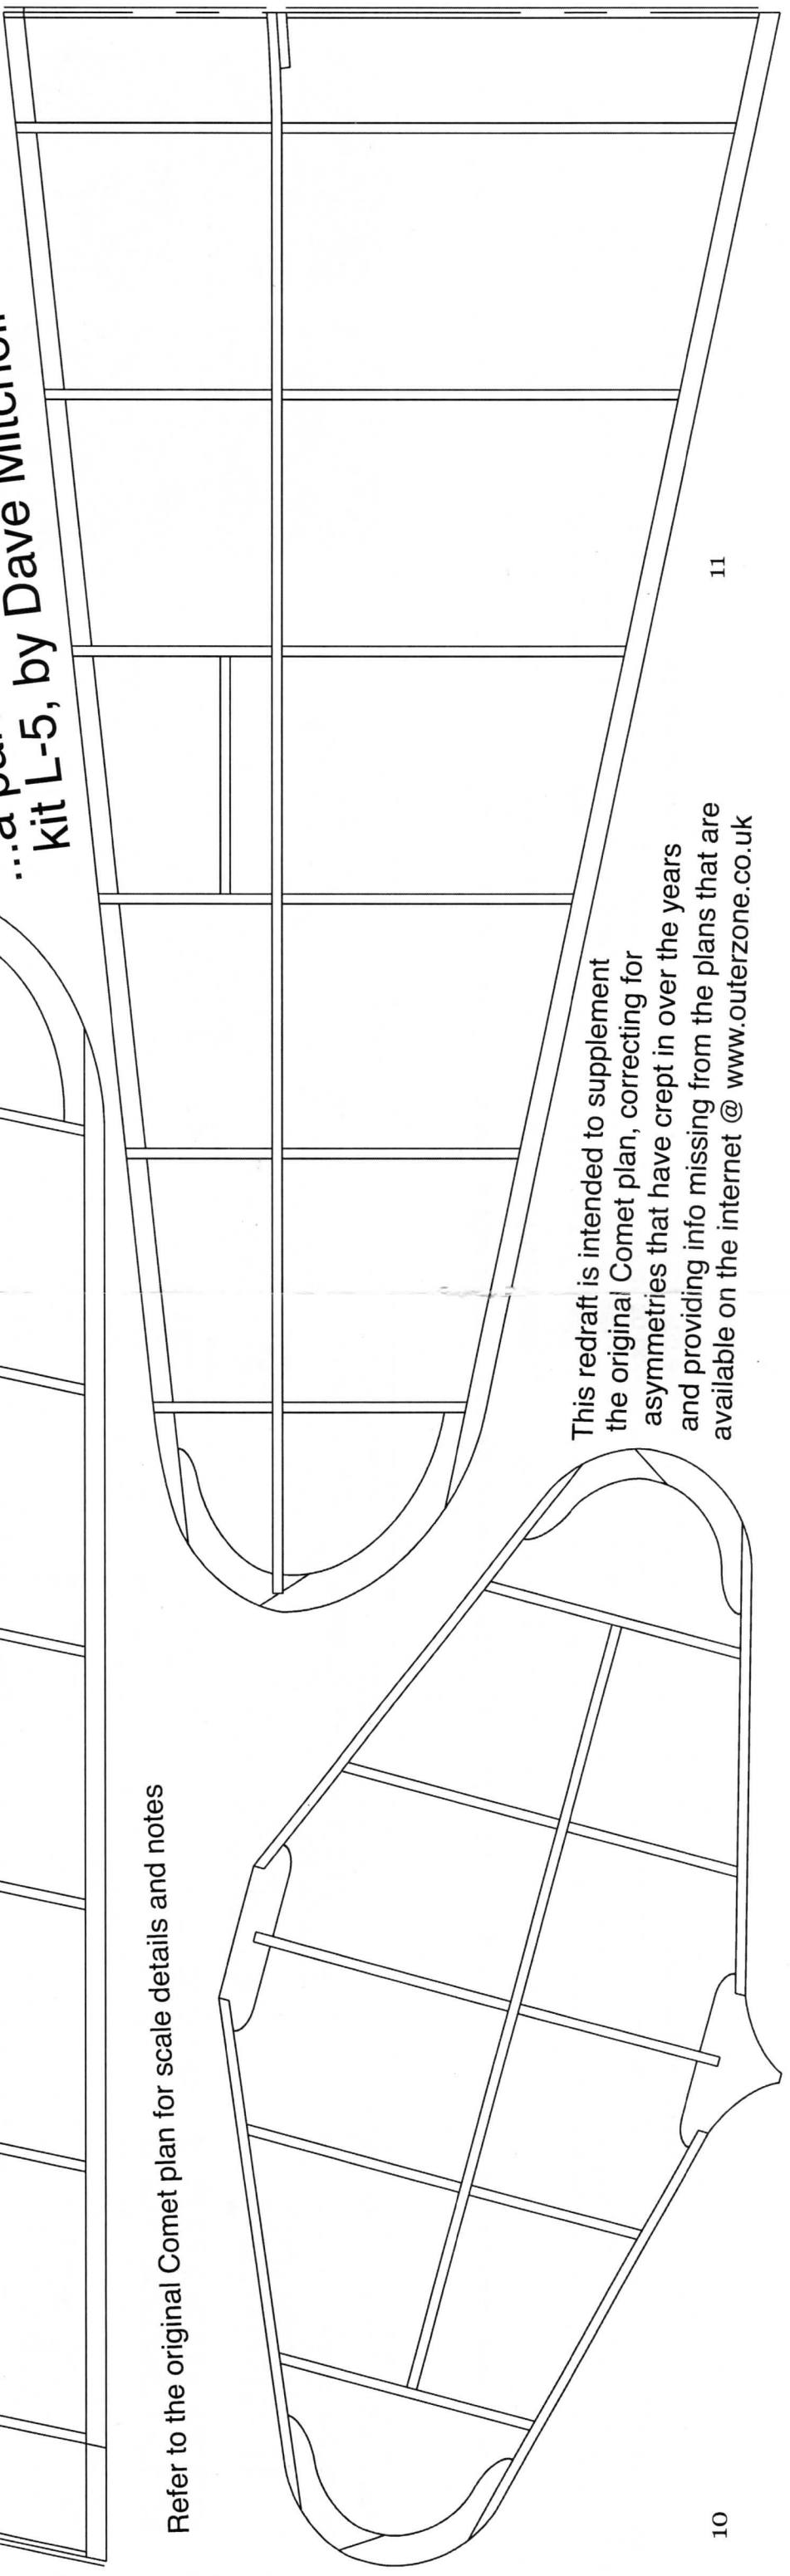 kit L-5, by Dave
Refer to the original Comet plan for scale details and notes
This redraft is intended to supplement
the original Comet plan, correcting for
asymmetries that have crept in over the years
and providing info missing from the plans that are
available on the internet @ www.outerzone.co.uk
10
11